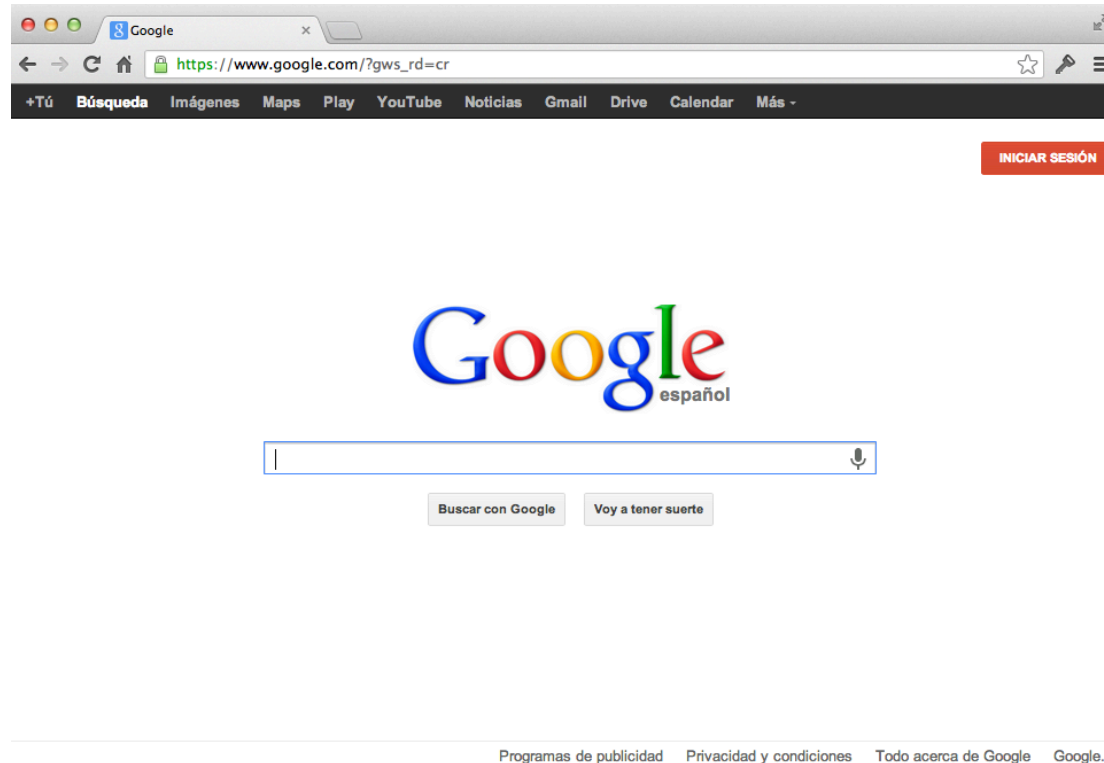 Google
https://www.google.com/?gws_rd=cr
+Tú Búsqueda Imágenes Maps Play YouTube Noticias Gmail Drive Calendar Más
INICIAR SESIÓN
Google
español
Buscar con Google Voy a tener suerte
Programas de publicidad Privacidad y condiciones Todo acerca de Google Google.